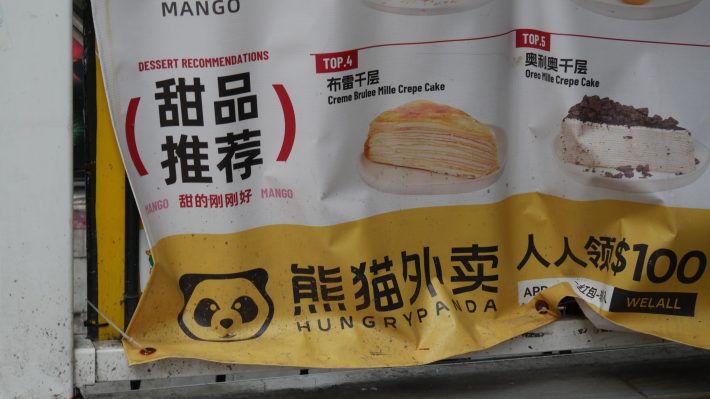 MANGO
DESSERT RECOMMENDATIONS
甜品
推荐
MANGO 甜的刚刚好 MANGO
TOP.4
布雷千层
Creme Brulee Mille Crepe Cake
TOP.5
奥利奥千层
Oreo Mille Crepe Cake
熊猫外卖
HUNGRYPANDA
人人领$100
WELALL